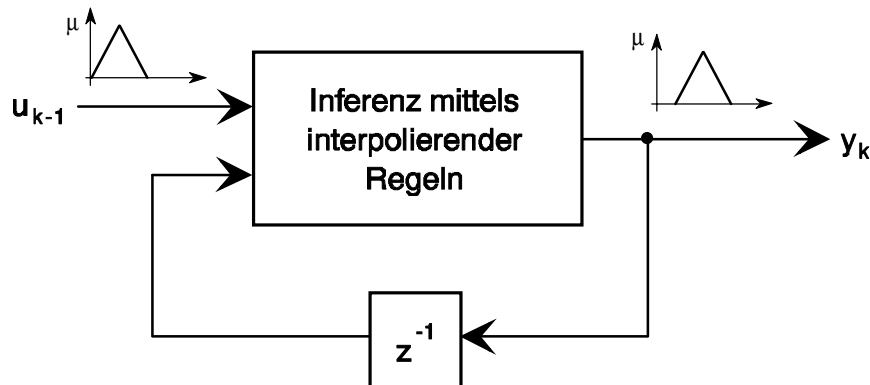 μ
μ
u_{k-1}
Inferenz mittels
interpolierender
Regeln
y_k
z^{-1}